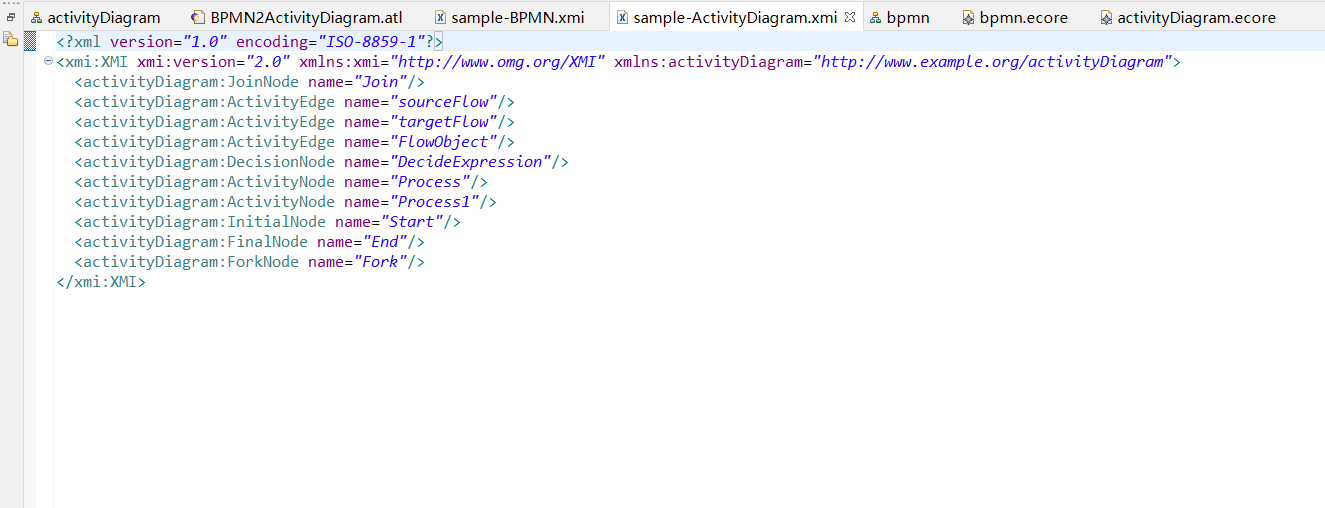 activityDiagram BPMN2ActivityDiagram.atl sample-BPMN.xmi sample-ActivityDiagram.xmi bpmn bpmn.ecore activityDiagram.ecore
<?xml version="1.0" encoding="ISO-8859-1"?>
<xmi:XMI xmi:version="2.0" xmlns:xmi="http://www.omg.org/XMI" xmlns:activityDiagram="http://www.example.org/activityDiagram">
<activityDiagram:JoinNode name="Join"/>
<activityDiagram:ActivityEdge name="sourceFlow"/>
<activityDiagram:ActivityEdge name="targetFlow"/>
<activityDiagram:ActivityEdge name="FlowObject"/>
<activityDiagram:DecisionNode name="DecideExpression"/>
<activityDiagram:ActivityNode name="Process"/>
<activityDiagram:ActivityNode name="Process1"/>
<activityDiagram:InitialNode name="Start"/>
<activityDiagram:FinalNode name="End"/>
<activityDiagram:ForkNode name="Fork"/>
</xmi:XMI>